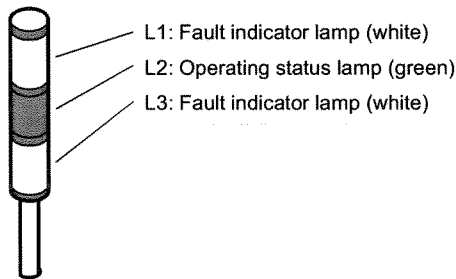 L1: Fault indicator lamp (white)
L2: Operating status lamp (green)
L3: Fault indicator lamp (white)